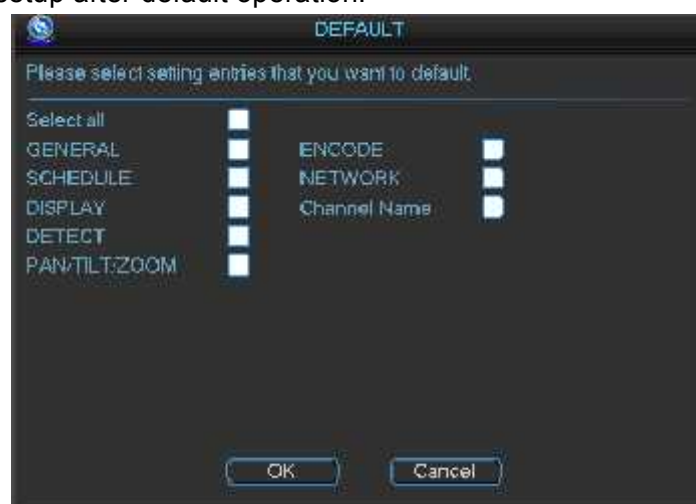 setup after default operation.
DEFAULT
Please select setting entries that you want to default.
Select all
GENERAL ENCODE
SCHEDULE NETWORK
DISPLAY Channel Name
DETECT
PAN/TILT/ZOOM
OK Cancel